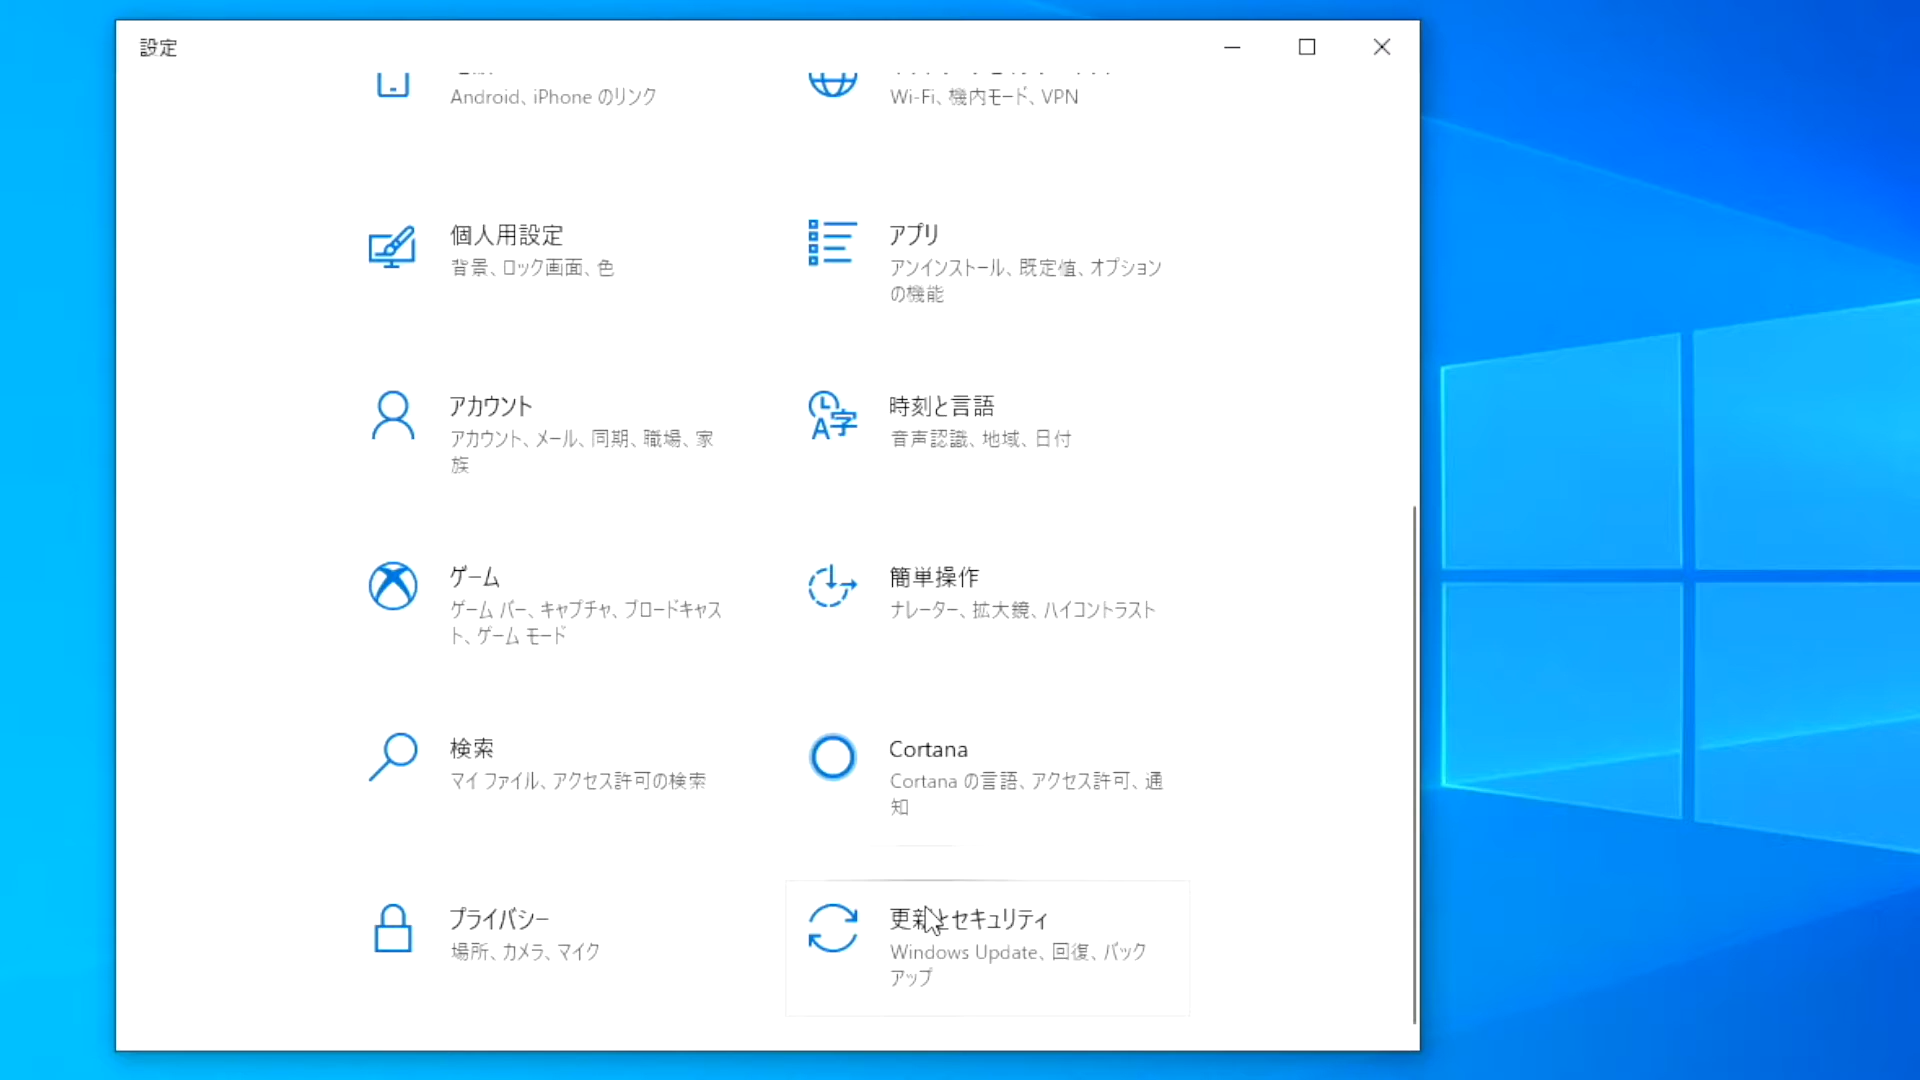 設定
Android、iPhone のリンク
Wi-Fi、機内モード、VPN
個人用設定
背景、ロック画面、色
アプリ
アンインストール、既定値、オプション
の機能
アカウント
アカウント、メール、同期、職場、家
族
時刻と言語
音声認識、地域、日付
ゲーム
ゲーム バー、キャプチャ、ブロードキャス
ト、ゲーム モード
簡単操作
ナレーター、拡大鏡、ハイコントラスト
検索
マイ ファイル、アクセス許可の検索
Cortana
Cortana の言語、アクセス許可、通
知
プライバシー
場所、カメラ、マイク
更新とセキュリティ
Windows Update、回復、バック
アップ